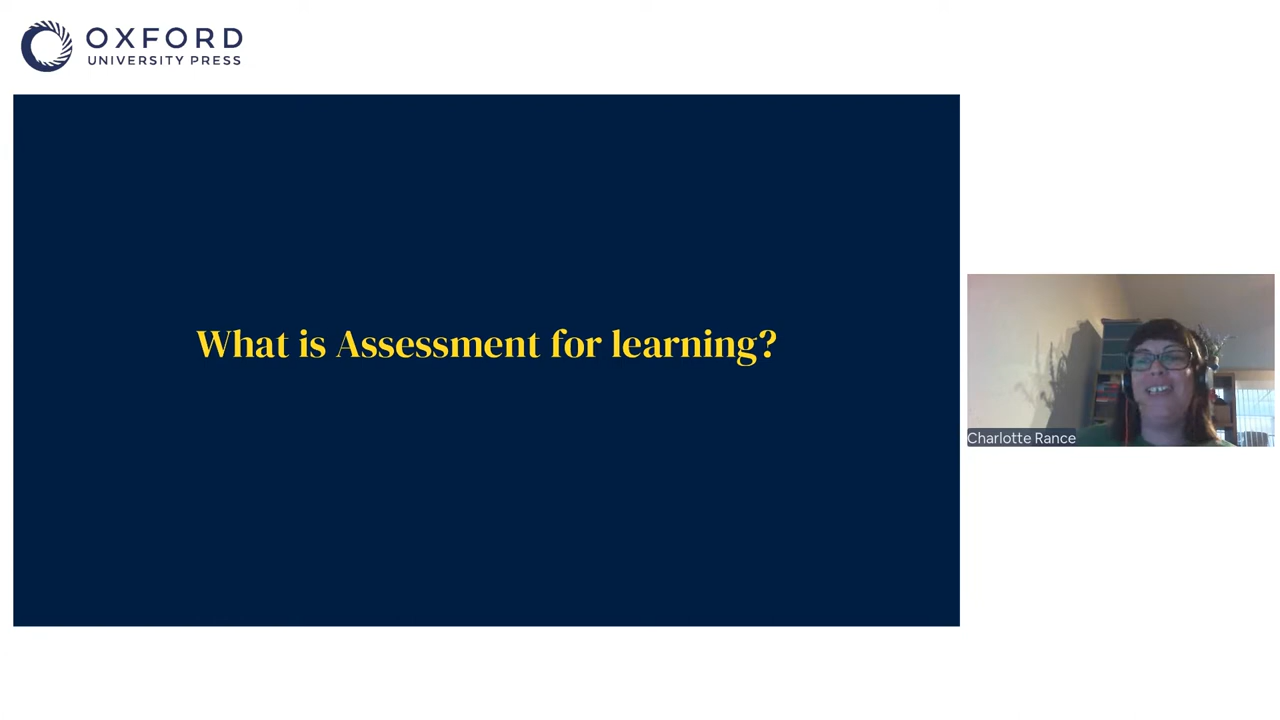 OXFORD
UNIVERSITY PRESS
What is Assessment for learning?
Charlotte Rance